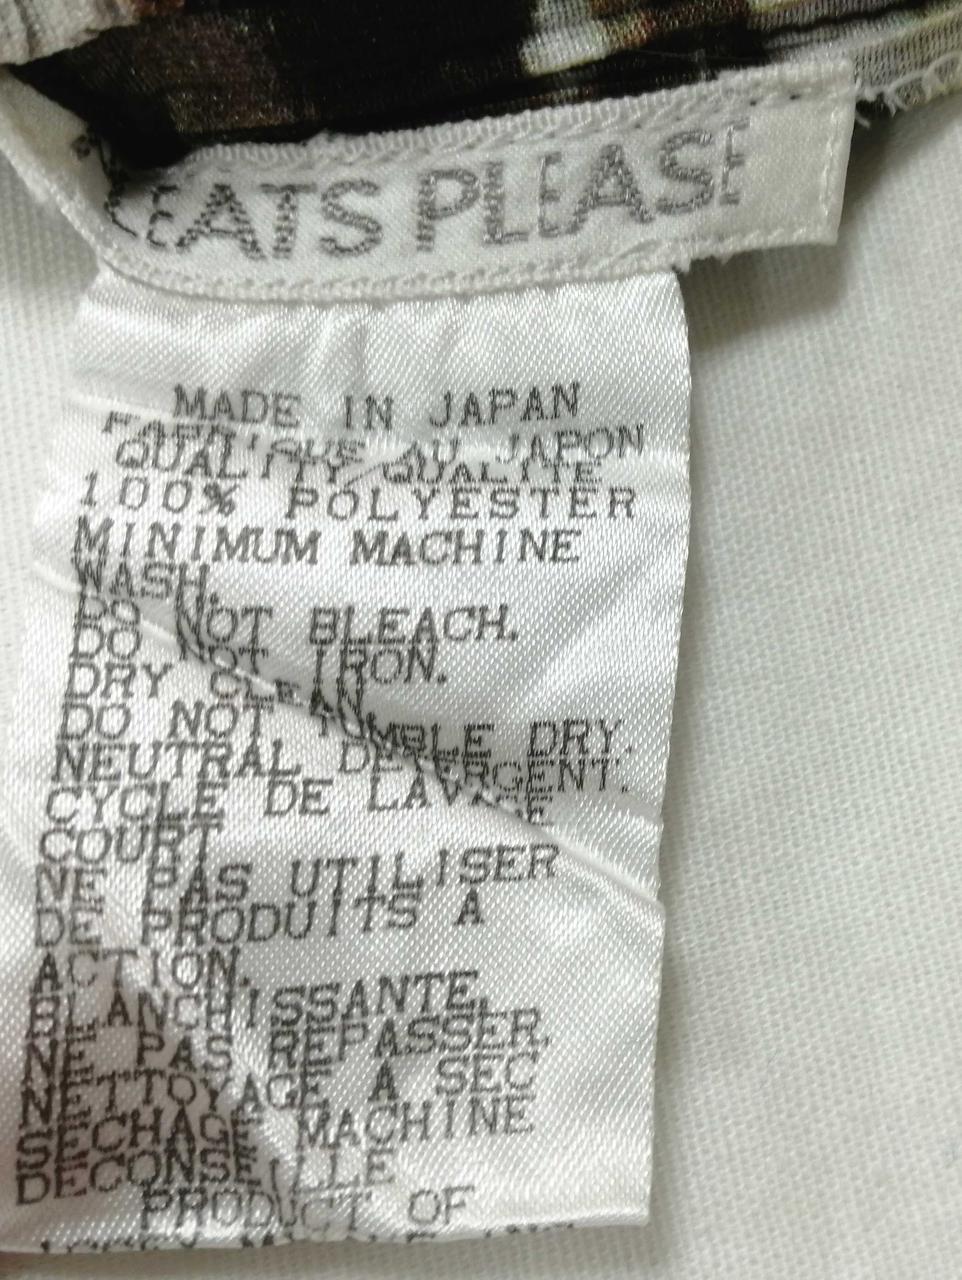 EATS PLEASE
MADE IN JAPAN
FABRIQUE AU JAPON
QUALITY/QUALITE
100% POLYESTER
MINIMUM MACHINE
WASH.
DO NOT BLEACH.
DO NOT IRON.
DRY CLEAN
DO NOT TUMBLE DRY.
NEUTRAL DETERGENT.
CYCLE DE LAVAGE
COURT
NE PAS UTILISER
DE PRODUITS A
ACTION.
BLANCHISSANTE.
NE PAS REPASSER.
NETTOYAGE A SEC
SECHAGE MACHINE
DECONSEILLE
PRODUCT OF